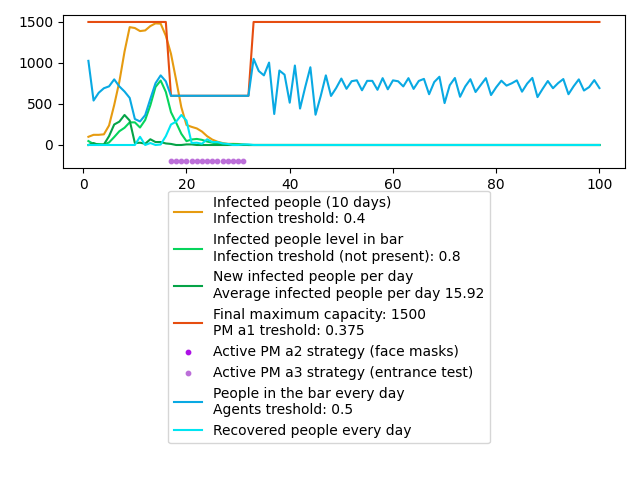 1500
1000
500
0
0
20
40
60
80
100
Infected people (10 days)
Infection treshold: 0.4
Infected people level in bar
Infection treshold (not present): 0.8
New infected people per day
Average infected people per day 15.92
Final maximum capacity: 1500
PM a1 treshold: 0.375
Active PM a2 strategy (face masks)
Active PM a3 strategy (entrance test)
People in the bar every day
Agents treshold: 0.5
Recovered people every day